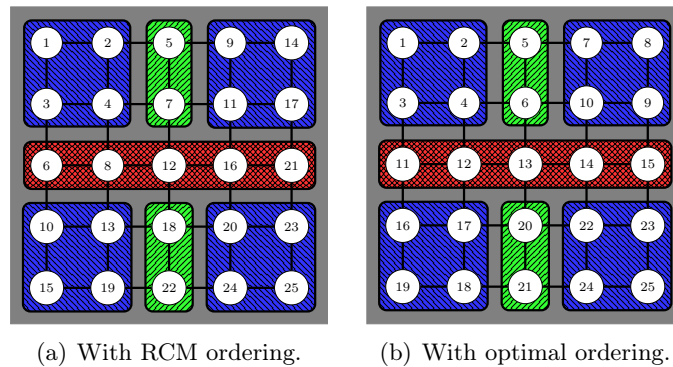 1 2 5 9 14
3 4 7 11 17
6 8 12 16 21
10 13 18 20 23
15 19 22 24 25
(a) With RCM ordering.
1 2 5 7 8
3 4 6 10 9
11 12 13 14 15
16 17 20 22 23
19 18 21 24 25
(b) With optimal ordering.